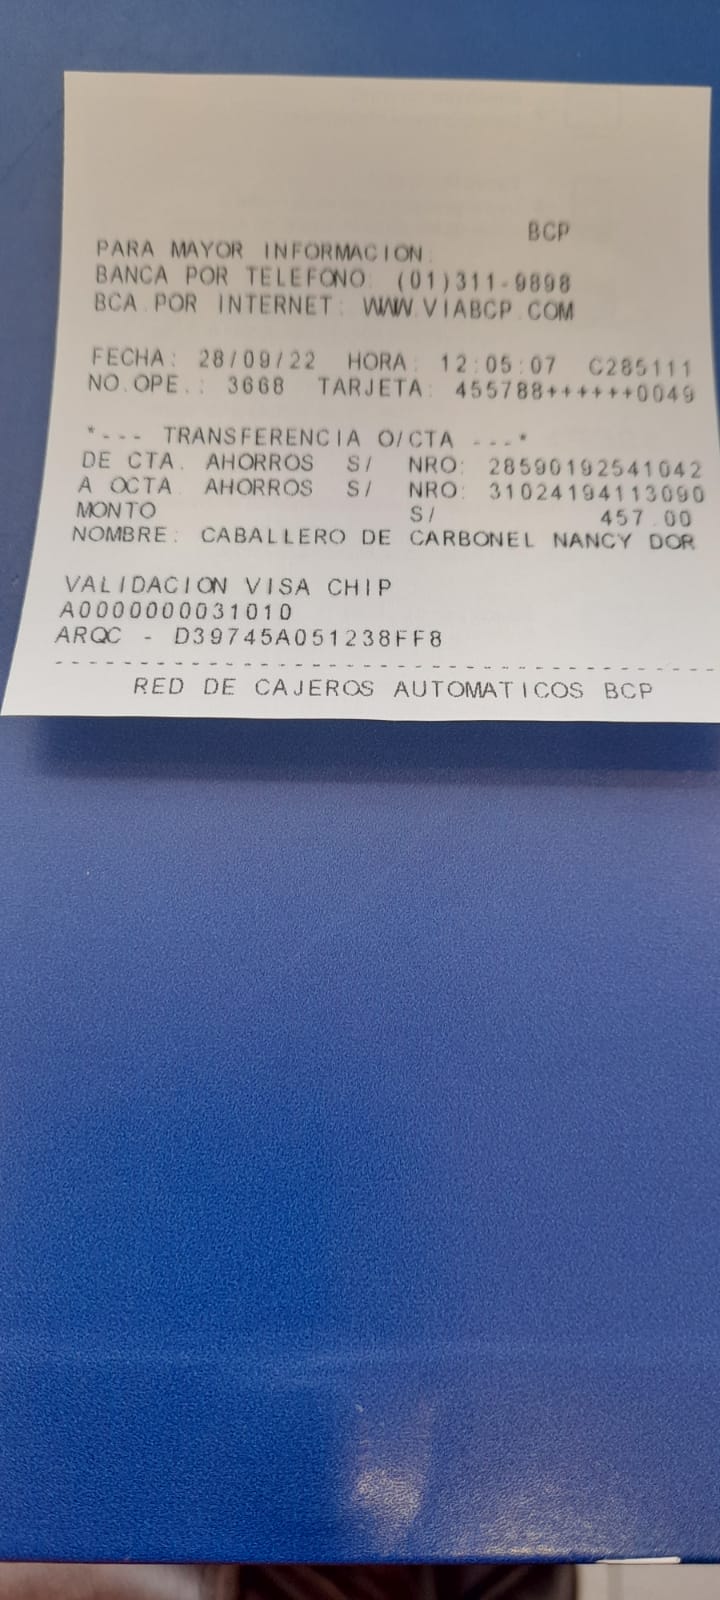 BCP
PARA MAYOR INFORMACION:
BANCA POR TELEFONO: (01)311-9898
BCA.POR INTERNET: WWW.VIABCP.COM
FECHA: 28/09/22 HORA: 12:05:07 C285111
NO.OPE.: 3668 TARJETA: 455788++++++0049
*--- TRANSFERENCIA O/CTA ---*
DE CTA. AHORROS S/ NRO: 28590192541042
A OCTA. AHORROS S/ NRO: 31024194113090
MONTO S/ 457.00
NOMBRE: CABALLERO DE CARBONEL NANCY DOR
VALIDACION VISA CHIP
A0000000031010
ARQC - D39745A051238FF8
--------------------------------------------
RED DE CAJEROS AUTOMATICOS BCP